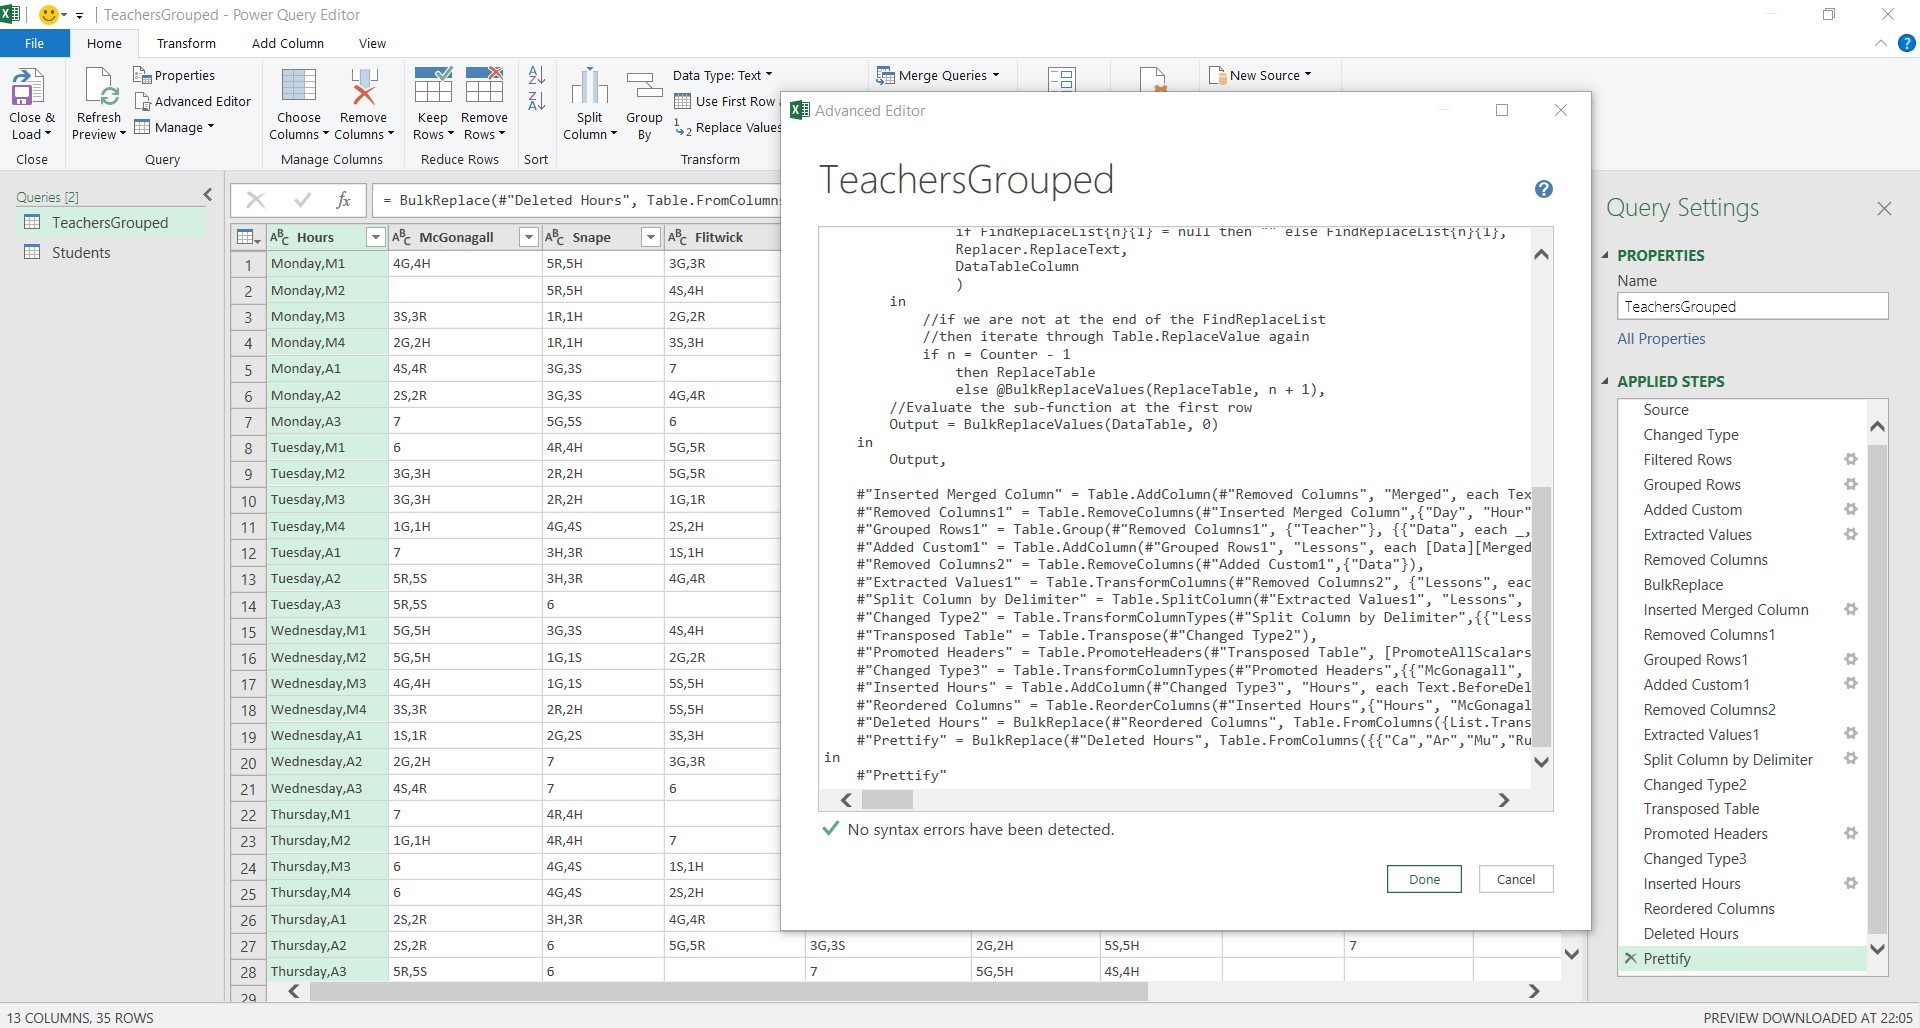 TeachersGrouped - Power Query Editor
File Home Transform Add Column View
Close & Load
Close
Refresh Preview
Properties
Advanced Editor
Manage
Query
Choose Columns
Remove Columns
Manage Columns
Keep Rows
Remove Rows
Reduce Rows
Sort
Split Column
Group By
Data Type: Text
Use First Row
Replace Values
Transform
Merge Queries
New Source
Queries [2]
TeachersGrouped
Students
= BulkReplace(#"Deleted Hours", Table.FromColumn
Hours McGonagall Snape Flitwick
1 Monday,M1 4G,4H 5R,5H 3G,3R
2 Monday,M2 5R,5H 4S,4H
3 Monday,M3 3S,3R 1R,1H 2G,2R
4 Monday,M4 2G,2H 1R,1H 3S,3H
5 Monday,A1 4S,4R 3G,3S 7
6 Monday,A2 2S,2R 3G,3S 4G,4R
7 Monday,A3 7 5G,5S 6
8 Tuesday,M1 6 4R,4H 5G,5R
9 Tuesday,M2 3G,3H 2R,2H 5G,5R
10 Tuesday,M3 3G,3H 2R,2H 1G,1R
11 Tuesday,M4 1G,1H 4G,4S 2S,2H
12 Tuesday,A1 7 3H,3R 1S,1H
13 Tuesday,A2 5R,5S 3H,3R 4G,4R
14 Tuesday,A3 5R,5S 6
15 Wednesday,M1 5G,5H 3G,3S 4S,4H
16 Wednesday,M2 5G,5H 1G,1S 2G,2R
17 Wednesday,M3 4G,4H 1G,1S 5S,5H
18 Wednesday,M4 3S,3R 2R,2H 5S,5H
19 Wednesday,A1 1S,1R 2G,2S 3S,3H
20 Wednesday,A2 2G,2H 7 3G,3R
21 Wednesday,A3 4S,4R 7 6
22 Thursday,M1 7 4R,4H
23 Thursday,M2 1G,1H 4R,4H 7
24 Thursday,M3 6 4G,4S 1S,1H
25 Thursday,M4 6 4G,4S 2S,2H
26 Thursday,A1 2S,2R 3H,3R 4G,4R
27 Thursday,A2 2S,2R 6 5G,5R 3G,3S 2G,2H 5S,5H 7
28 Thursday,A3 5R,5S 6 7 5G,5H 4S,4H
29
Advanced Editor
TeachersGrouped
if FindReplaceList{n}{1} = null then "" else FindReplaceList{n}{1},
Replacer.ReplaceText,
DataTableColumn
)
in
//if we are not at the end of the FindReplaceList
//then iterate through Table.ReplaceValue again
if n = Counter - 1
then ReplaceTable
else @BulkReplaceValues(ReplaceTable, n + 1),
//Evaluate the sub-function at the first row
Output = BulkReplaceValues(DataTable, 0)
in
Output,
#"Inserted Merged Column" = Table.AddColumn(#"Removed Columns", "Merged", each Tex
#"Removed Columns1" = Table.RemoveColumns(#"Inserted Merged Column",{"Day", "Hour"
#"Grouped Rows1" = Table.Group(#"Removed Columns1", {"Teacher"}, {{"Data", each _,
#"Added Custom1" = Table.AddColumn(#"Grouped Rows1", "Lessons", each [Data][Merged
#"Removed Columns2" = Table.RemoveColumns(#"Added Custom1",{"Data"}),
#"Extracted Values1" = Table.TransformColumns(#"Removed Columns2", {"Lessons", eac
#"Split Column by Delimiter" = Table.SplitColumn(#"Extracted Values1", "Lessons",
#"Changed Type2" = Table.TransformColumnTypes(#"Split Column by Delimiter",{{"Less
#"Transposed Table" = Table.Transpose(#"Changed Type2"),
#"Promoted Headers" = Table.PromoteHeaders(#"Transposed Table", [PromoteAllScalars
#"Changed Type3" = Table.TransformColumnTypes(#"Promoted Headers",{{"McGonagall",
#"Inserted Hours" = Table.AddColumn(#"Changed Type3", "Hours", each Text.BeforeDel
#"Reordered Columns" = Table.ReorderColumns(#"Inserted Hours",{"Hours", "McGonagal
#"Deleted Hours" = BulkReplace(#"Reordered Columns", Table.FromColumns({List.Trans
#"Prettify" = BulkReplace(#"Deleted Hours", Table.FromColumns({{"Ca","Ar","Mu","Ru
in
#"Prettify"
No syntax errors have been detected.
Done
Cancel
Query Settings
PROPERTIES
Name
TeachersGrouped
All Properties
APPLIED STEPS
Source
Changed Type
Filtered Rows
Grouped Rows
Added Custom
Extracted Values
Removed Columns
BulkReplace
Inserted Merged Column
Removed Columns1
Grouped Rows1
Added Custom1
Removed Columns2
Extracted Values1
Split Column by Delimiter
Changed Type2
Transposed Table
Promoted Headers
Changed Type3
Inserted Hours
Reordered Columns
Deleted Hours
Prettify
13 COLUMNS, 35 ROWS
PREVIEW DOWNLOADED AT 22:05